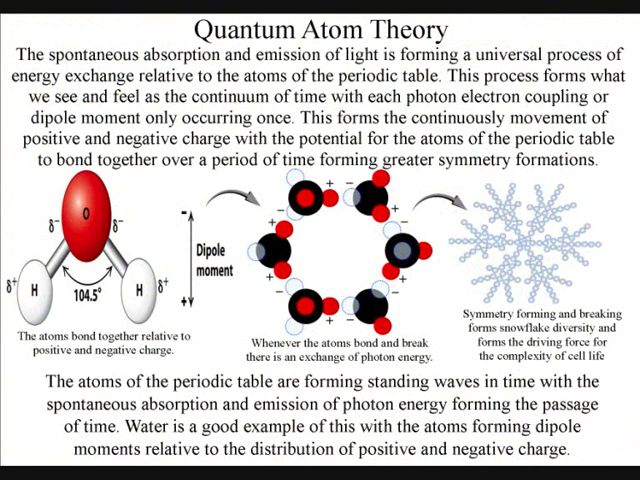 Quantum Atom Theory
The spontaneous absorption and emission of light is forming a universal process of
energy exchange relative to the atoms of the periodic table. This process forms what
we see and feel as the continuum of time with each photon electron coupling or
dipole moment only occurring once. This forms the continuously movement of
positive and negative charge with the potential for the atoms of the periodic table
to bond together over a period of time forming greater symmetry formations.
O
δ⁻ δ⁻
δ⁺ H 104.5° H δ⁺
-
Dipole
moment
+
+ −
− +
− −
+ +
− +
+ −
The atoms bond together relative to
positive and negative charge.
Whenever the atoms bond and break
there is an exchange of photon energy.
Symmetry forming and breaking
forms snowflake diversity and
forms the driving force for
the complexity of cell life
The atoms of the periodic table are forming standing waves in time with the
spontaneous absorption and emission of photon energy forming the passage
of time. Water is a good example of this with the atoms forming dipole
moments relative to the distribution of positive and negative charge.